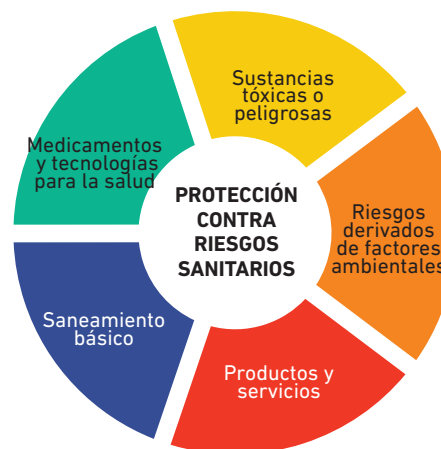 Sustancias
tóxicas o
peligrosas
Medicamentos
y tecnologías
para la salud
PROTECCIÓN
CONTRA
RIESGOS
SANITARIOS
Riesgos
derivados
de factores
ambientales
Saneamiento
básico
Productos y
servicios